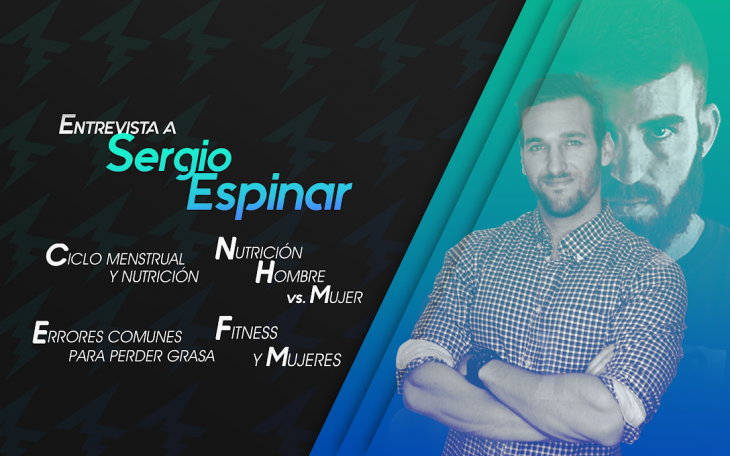 Entrevista a
Sergio
Espinar
Ciclo menstrual
y nutrición
Nutrición
Hombre
vs. Mujer
Errores comunes
para perder grasa
Fitness
y Mujeres